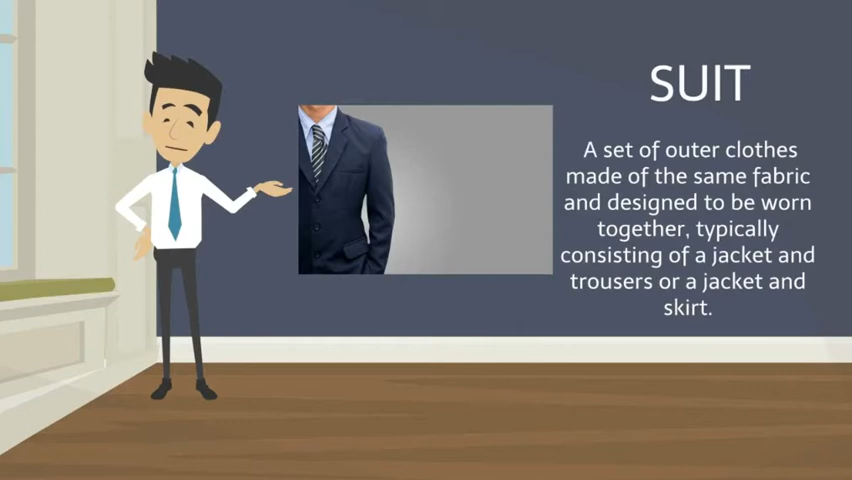 SUIT
A set of outer clothes
made of the same fabric
and designed to be worn
together, typically
consisting of a jacket and
trousers or a jacket and
skirt.